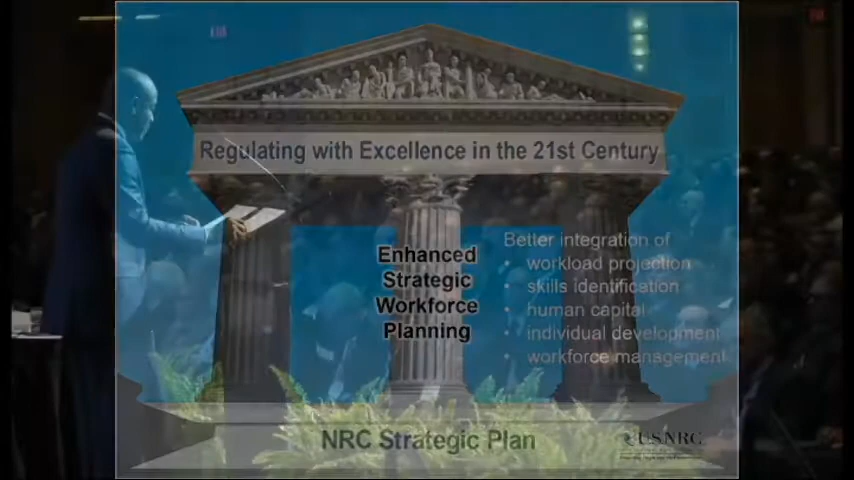 Regulating with Excellence in the 21st Century
Enhanced
Strategic
Workforce
Planning
Better integration of
• workload projection
• skills identification
• human capital
• individual development
• workforce management
NRC Strategic Plan
USNRC